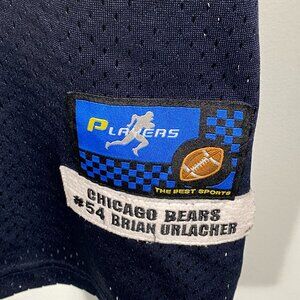 PLAYERS
THE BEST SPORTS
CHICAGO BEARS
#54 BRIAN URLACHER